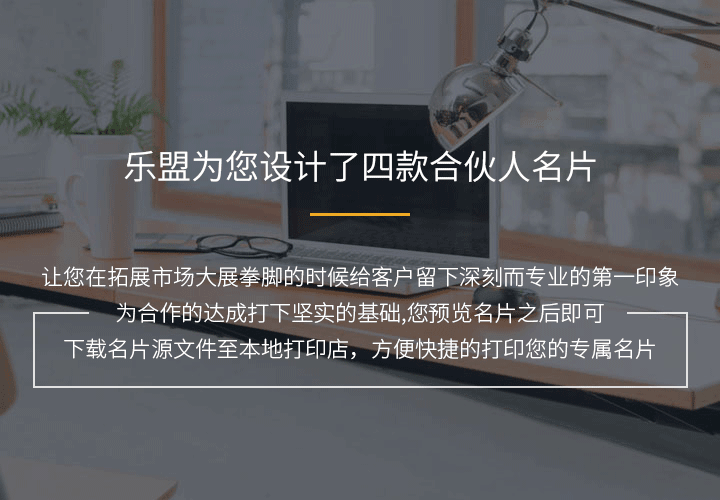 乐盟为您设计了四款合伙人名片
让您在拓展市场大展拳脚的时候给客户留下深刻而专业的第一印象
为合作的达成打下坚实的基础,您预览名片之后即可
下载名片源文件至本地打印店，方便快捷的打印您的专属名片